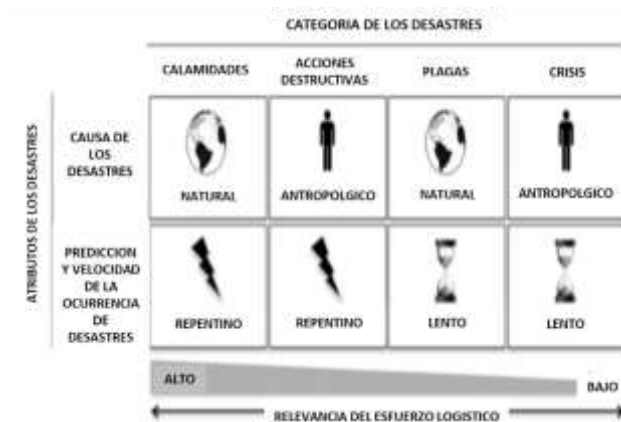 CATEGORIA DE LOS DESASTRES
CALAMIDADES
ACCIONES
DESTRUCTIVAS
PLAGAS
CRISIS
ATRIBUTOS DE LOS DESASTRES
CAUSA DE
LOS
DESASTRES
NATURAL
ANTROPOLGICO
NATURAL
ANTROPOLGICO
PREDICCION
Y VELOCIDAD
DE LA
OCURRENCIA
DE
DESASTRES
REPENTINO
REPENTINO
LENTO
LENTO
ALTO
BAJO
RELEVANCIA DEL ESFUERZO LOGISTICO